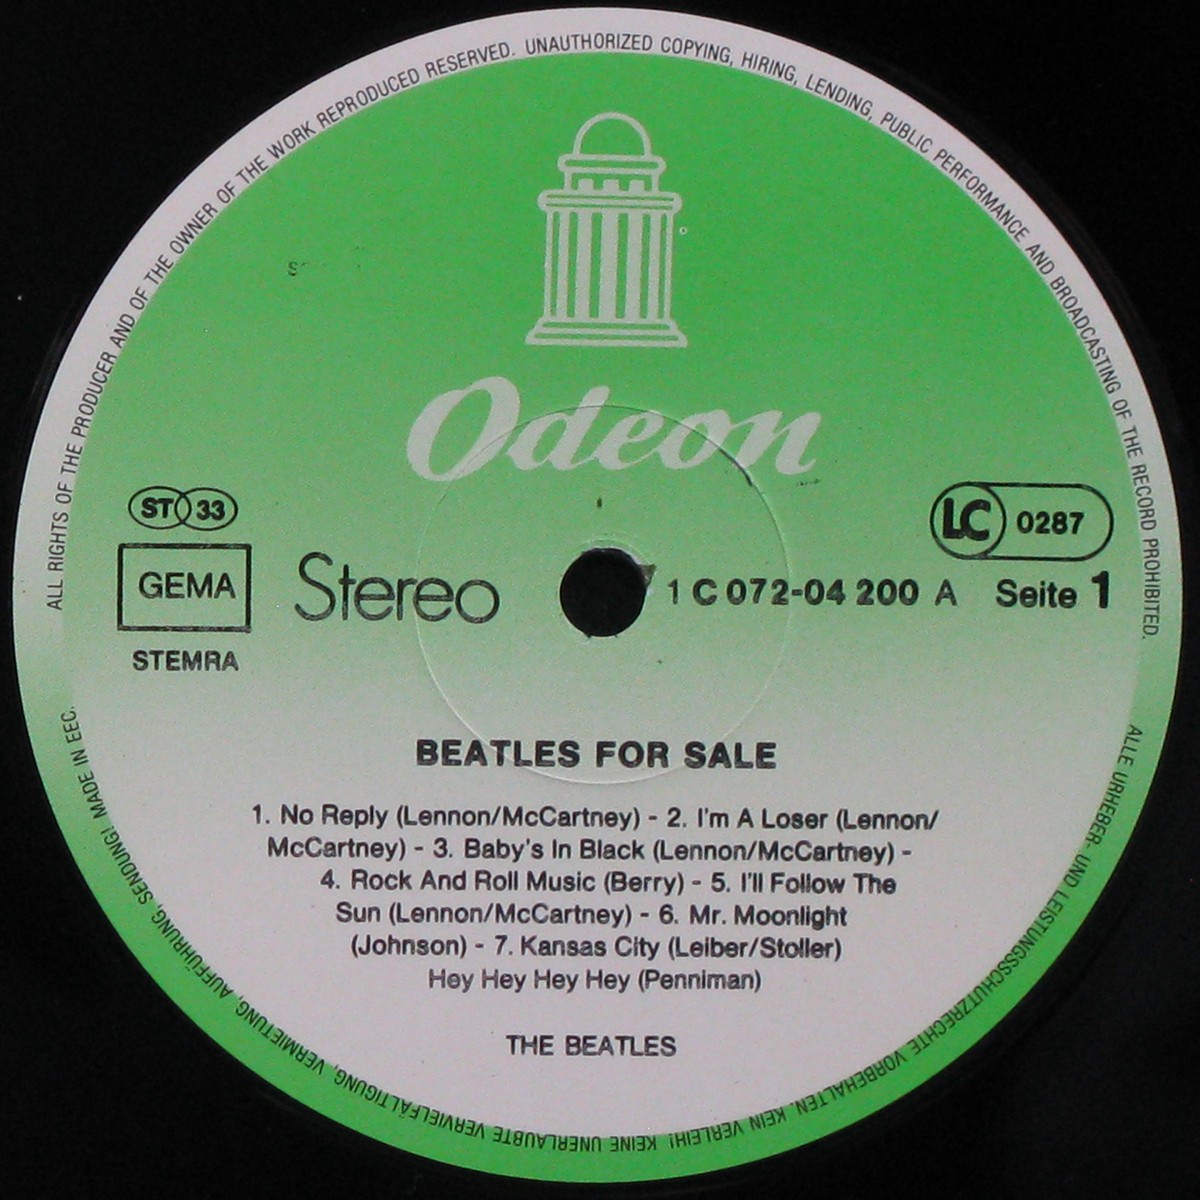 ALL RIGHTS OF THE PRODUCER AND OF THE OWNER OF THE WORK REPRODUCED RESERVED. UNAUTHORIZED COPYING, HIRING, LENDING, PUBLIC PERFORMANCE AND BROADCASTING OF THE RECORD PROHIBITED.
Odeon
ST 33
LC 0287
GEMA
Stereo
1 C 072-04 200 A Seite 1
STEMRA
BEATLES FOR SALE
1. No Reply (Lennon/McCartney) - 2. I'm A Loser (Lennon/
McCartney) - 3. Baby's In Black (Lennon/McCartney) -
4. Rock And Roll Music (Berry) - 5. I'll Follow The
Sun (Lennon/McCartney) - 6. Mr. Moonlight
(Johnson) - 7. Kansas City (Leiber/Stoller)
Hey Hey Hey Hey (Penniman)
THE BEATLES
ALLE URHEBER- UND LEISTUNGSSCHUTZRECHTE VORBEHALTEN. KEIN VERLEIH! KEINE UNERLAUBTE VERVIELFÄLTIGUNG, VERMIETUNG, AUFFÜHRUNG, SENDUNG! MADE IN EEC.